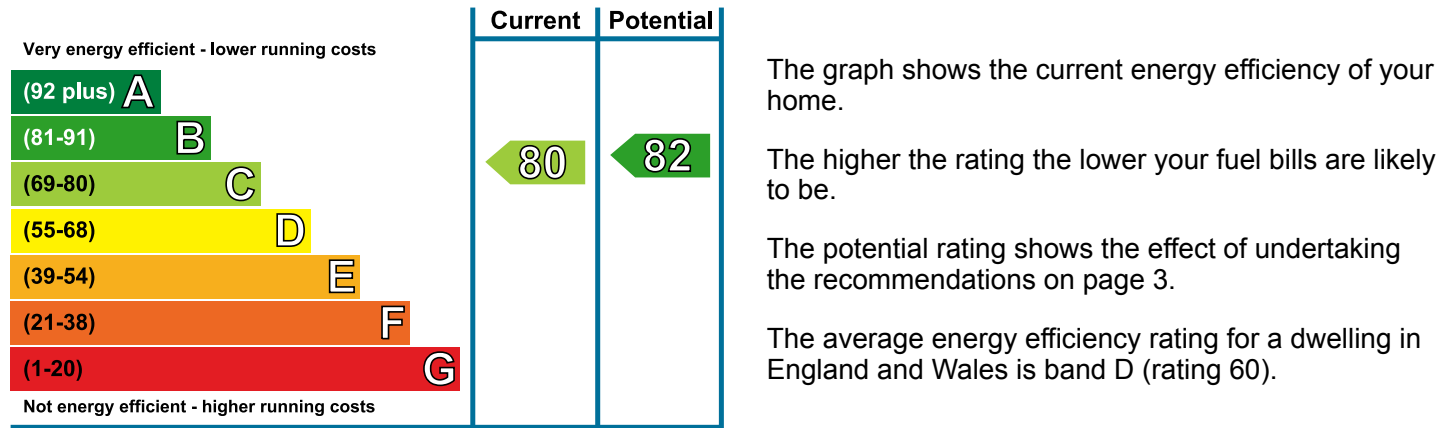 Current Potential
Very energy efficient - lower running costs
(92 plus) A
(81-91) B
(69-80) C
(55-68) D
(39-54) E
(21-38) F
(1-20) G
Not energy efficient - higher running costs
80 82
The graph shows the current energy efficiency of your
home.
The higher the rating the lower your fuel bills are likely
to be.
The potential rating shows the effect of undertaking
the recommendations on page 3.
The average energy efficiency rating for a dwelling in
England and Wales is band D (rating 60).